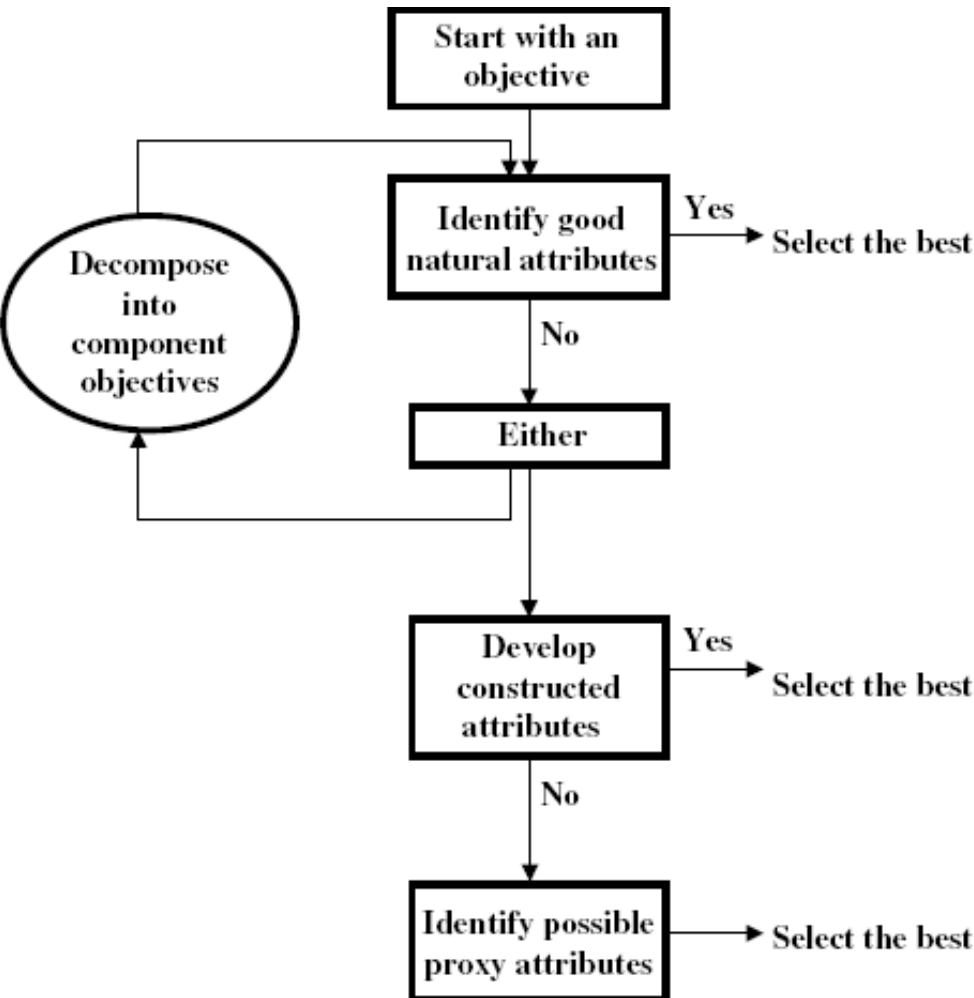 Start with an
objective
Identify good
natural attributes
Yes
Select the best
Decompose
into
component
objectives
No
Either
Develop
constructed
attributes
Yes
Select the best
No
Identify possible
proxy attributes
Select the best